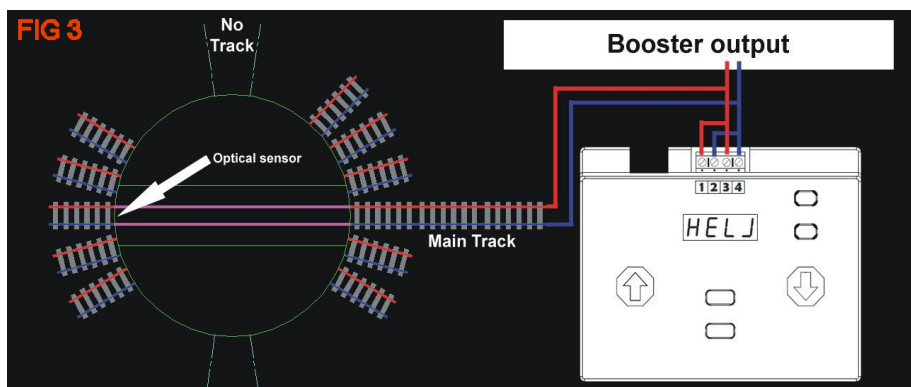 FIG 3
No
Track
Booster output
Optical sensor
1 2 3 4
HELJ
Main Track